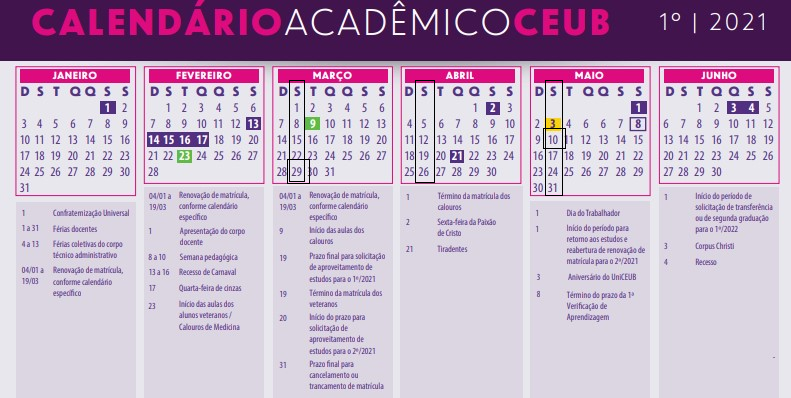 CALENDÁRIOACADÊMICOCEUB 1º | 2021
JANEIRO
D S T Q Q S S
1 2
3 4 5 6 7 8 9
10 11 12 13 14 15 16
17 18 19 20 21 22 23
24 25 26 27 28 29 30
31
1 Confraternização Universal
1 a 31 Férias docentes
4 a 13 Férias coletivas do corpo
técnico administrativo
04/01 a Renovação de matrícula,
19/03 conforme calendário
específico
FEVEREIRO
D S T Q Q S S
1 2 3 4 5 6
7 8 9 10 11 12 13
14 15 16 17 18 19 20
21 22 23 24 25 26 27
28
04/01 a Renovação de matrícula,
19/03 conforme calendário
específico
1 Apresentação do corpo
docente
8 a 10 Semana pedagógica
13 a 16 Recesso de Carnaval
17 Quarta-feira de cinzas
23 Início das aulas dos
alunos veteranos /
Calouros de Medicina
MARÇO
D S T Q Q S S
1 2 3 4 5 6
7 8 9 10 11 12 13
14 15 16 17 18 19 20
21 22 23 24 25 26 27
28 29 30 31
04/01 a Renovação de matrícula,
19/03 conforme calendário
específico
9 Início das aulas dos
calouros
19 Prazo final para solicitação
de aproveitamento de
estudos para o 1º/2021
19 Término da matrícula dos
veteranos
20 Início do prazo para
solicitação de
aproveitamento de
estudos para o 2º/2021
31 Prazo final para
cancelamento ou
trancamento de matrícula
ABRIL
D S T Q Q S S
1 2 3
4 5 6 7 8 9 10
11 12 13 14 15 16 17
18 19 20 21 22 23 24
25 26 27 28 29 30
1 Término da matrícula dos
calouros
2 Sexta-feira da Paixão
de Cristo
21 Tiradentes
MAIO
D S T Q Q S S
1
2 3 4 5 6 7 8
9 10 11 12 13 14 15
16 17 18 19 20 21 22
23 24 25 26 27 28 29
30 31
1 Dia do Trabalhador
1 Início do período para
retorno aos estudos e
reabertura de renovação de
matrícula para o 2º/2021
3 Aniversário do UniCEUB
8 Término do prazo da 1ª
Verificação de
Aprendizagem
JUNHO
D S T Q Q S S
1 2 3 4 5
6 7 8 9 10 11 12
13 14 15 16 17 18 19
20 21 22 23 24 25 26
27 28 29 30
1 Início do período de
solicitação de transferência
ou de segunda graduação
para o 1º/2022
3 Corpus Christi
4 Recesso